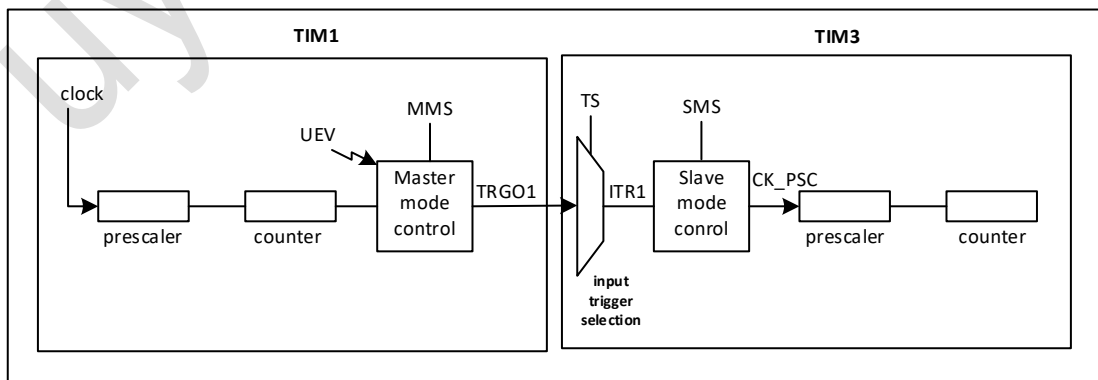 TIM1
TIM3
clock
UEV
MMS
TS
SMS
Master
mode
control
TRGO1
ITR1
Slave
mode
conrol
CK_PSC
prescaler
counter
prescaler
counter
input
trigger
selection
uy